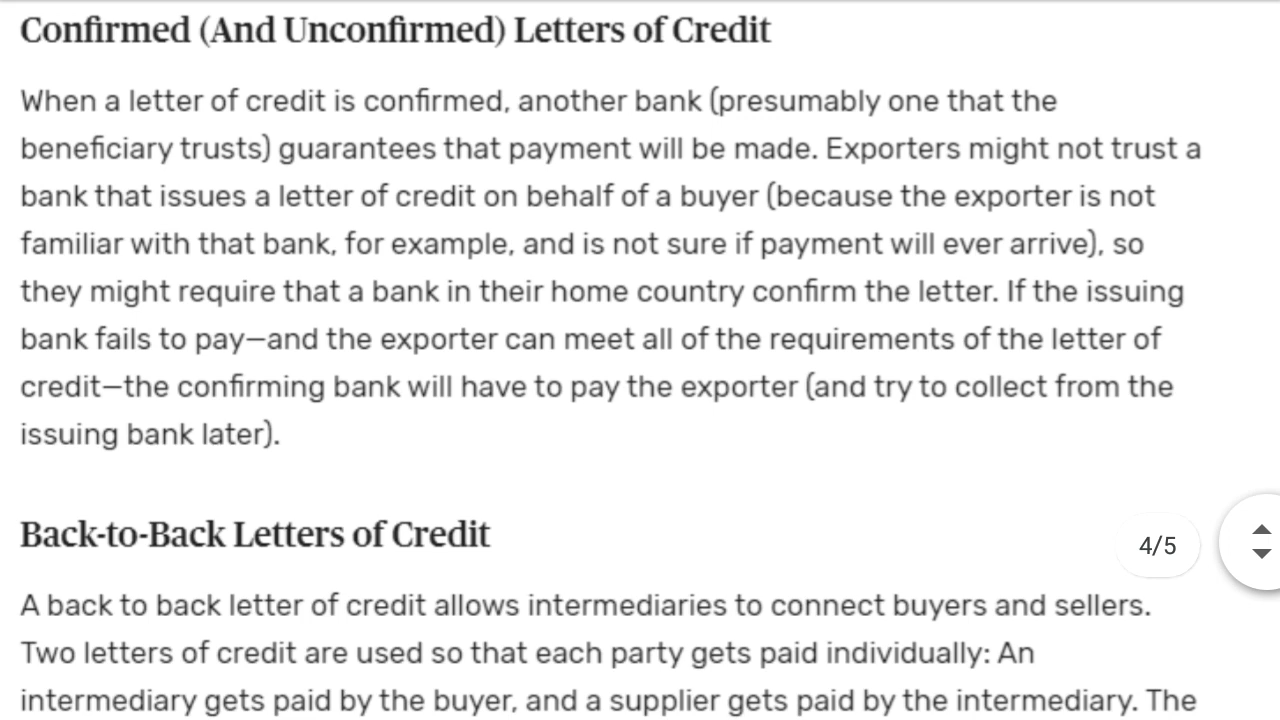 Confirmed (And Unconfirmed) Letters of Credit
When a letter of credit is confirmed, another bank (presumably one that the
beneficiary trusts) guarantees that payment will be made. Exporters might not trust a
bank that issues a letter of credit on behalf of a buyer (because the exporter is not
familiar with that bank, for example, and is not sure if payment will ever arrive), so
they might require that a bank in their home country confirm the letter. If the issuing
bank fails to pay—and the exporter can meet all of the requirements of the letter of
credit—the confirming bank will have to pay the exporter (and try to collect from the
issuing bank later).
Back-to-Back Letters of Credit
4/5
A back to back letter of credit allows intermediaries to connect buyers and sellers.
Two letters of credit are used so that each party gets paid individually: An
intermediary gets paid by the buyer, and a supplier gets paid by the intermediary. The